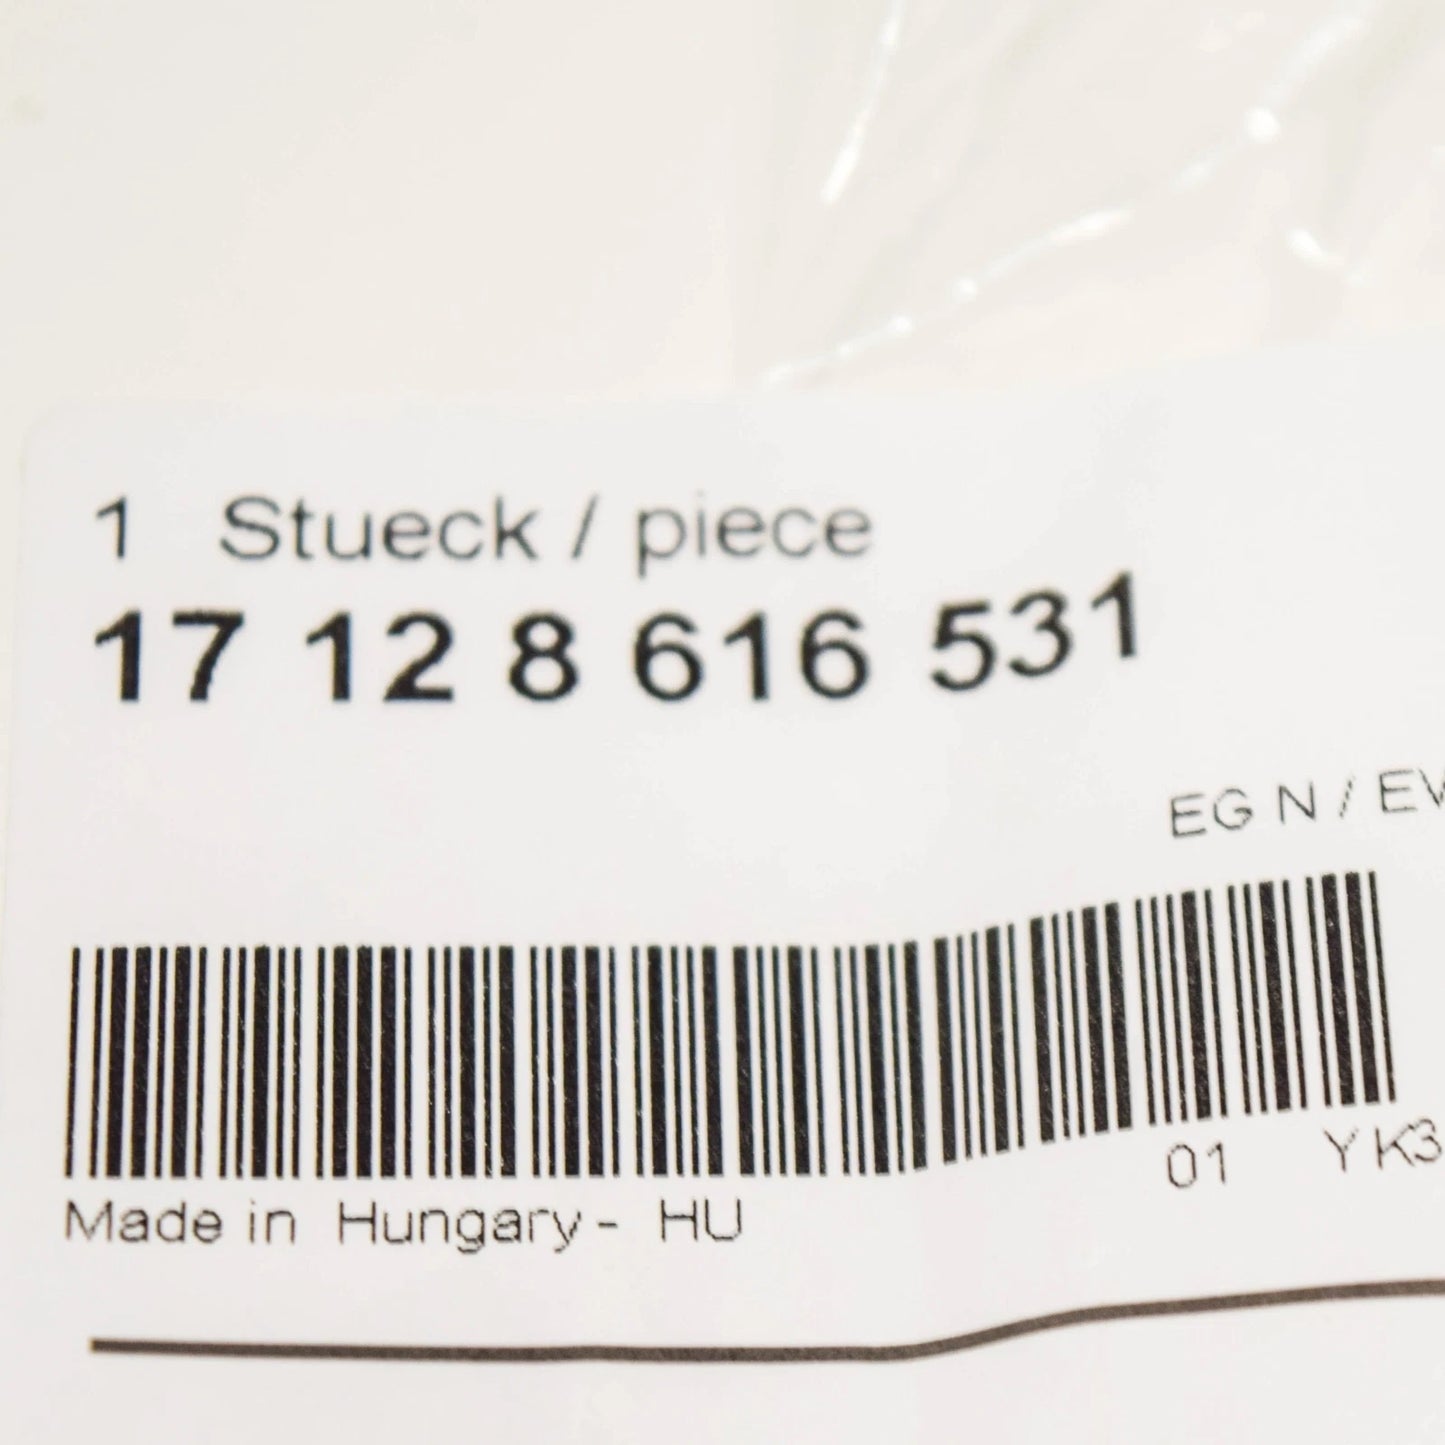 1 Stueck / piece
17 12 8 616 531
EG N / EV
01 YK3
Made in Hungary - HU